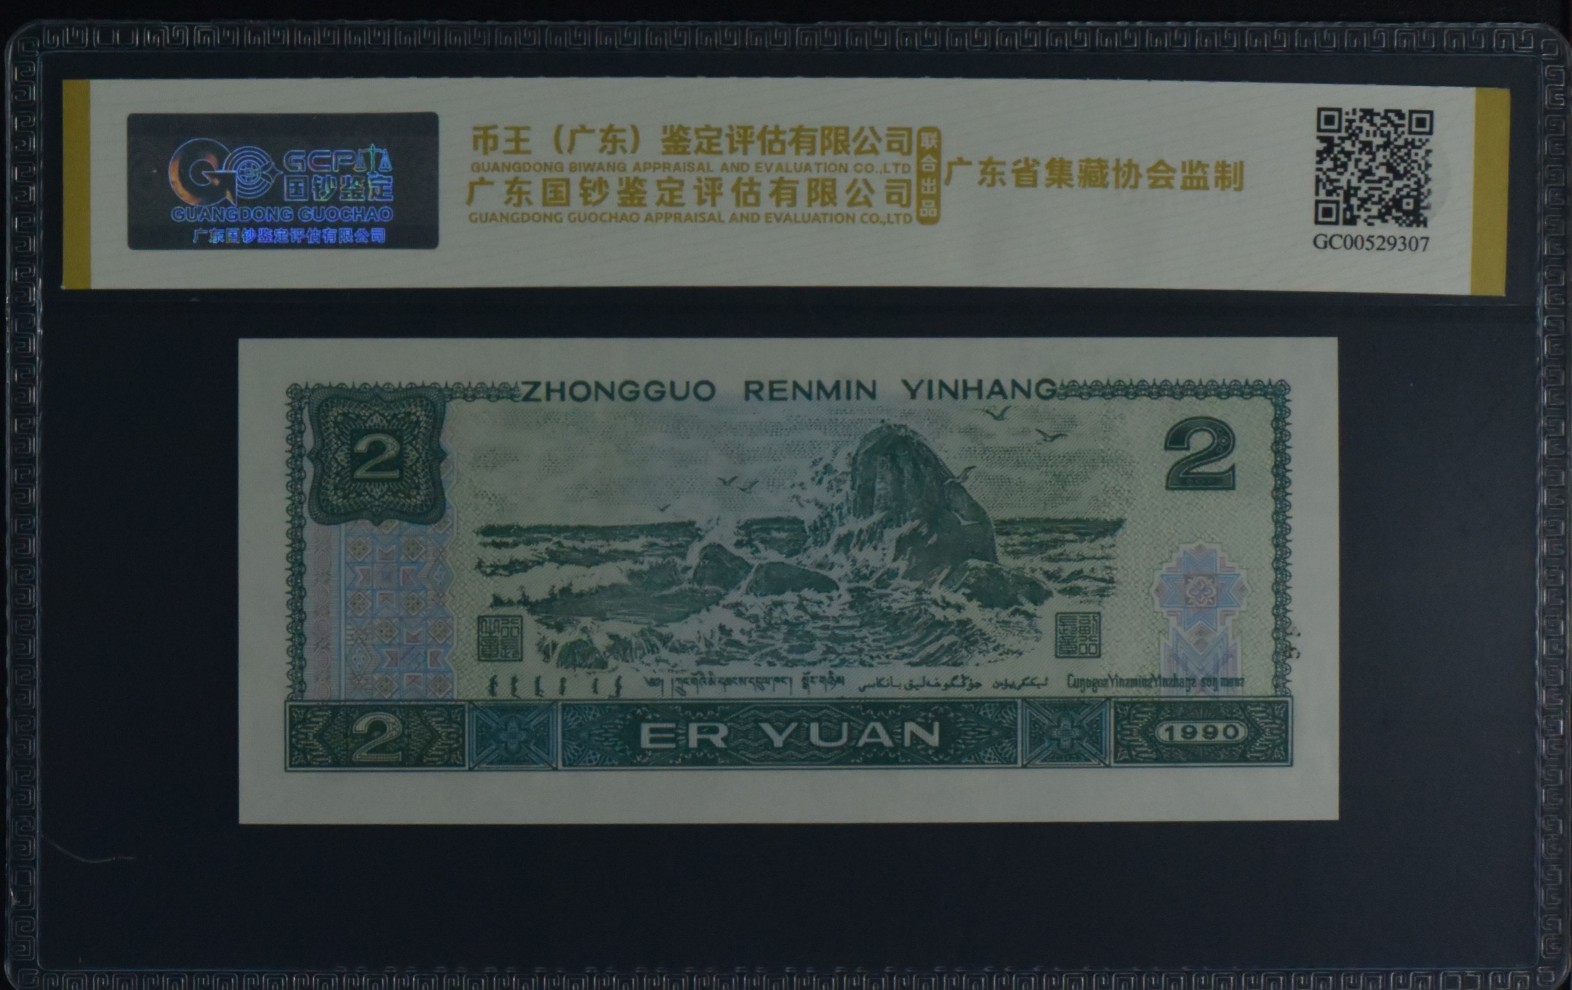 GCP
国钞鉴定
GUANGDONG GUOCHAO
广东国钞鉴定评估有限公司
币王（广东）鉴定评估有限公司
GUANGDONG BIWANG APPRAISAL AND EVALUATION CO.,LTD
广东国钞鉴定评估有限公司
GUANGDONG GUOCHAO APPRAISAL AND EVALUATION CO.,LTD
联合出品
广东省集藏协会监制
GC00529307
ZHONGGUO RENMIN YINHANG
2
2
2
ER YUAN
1990